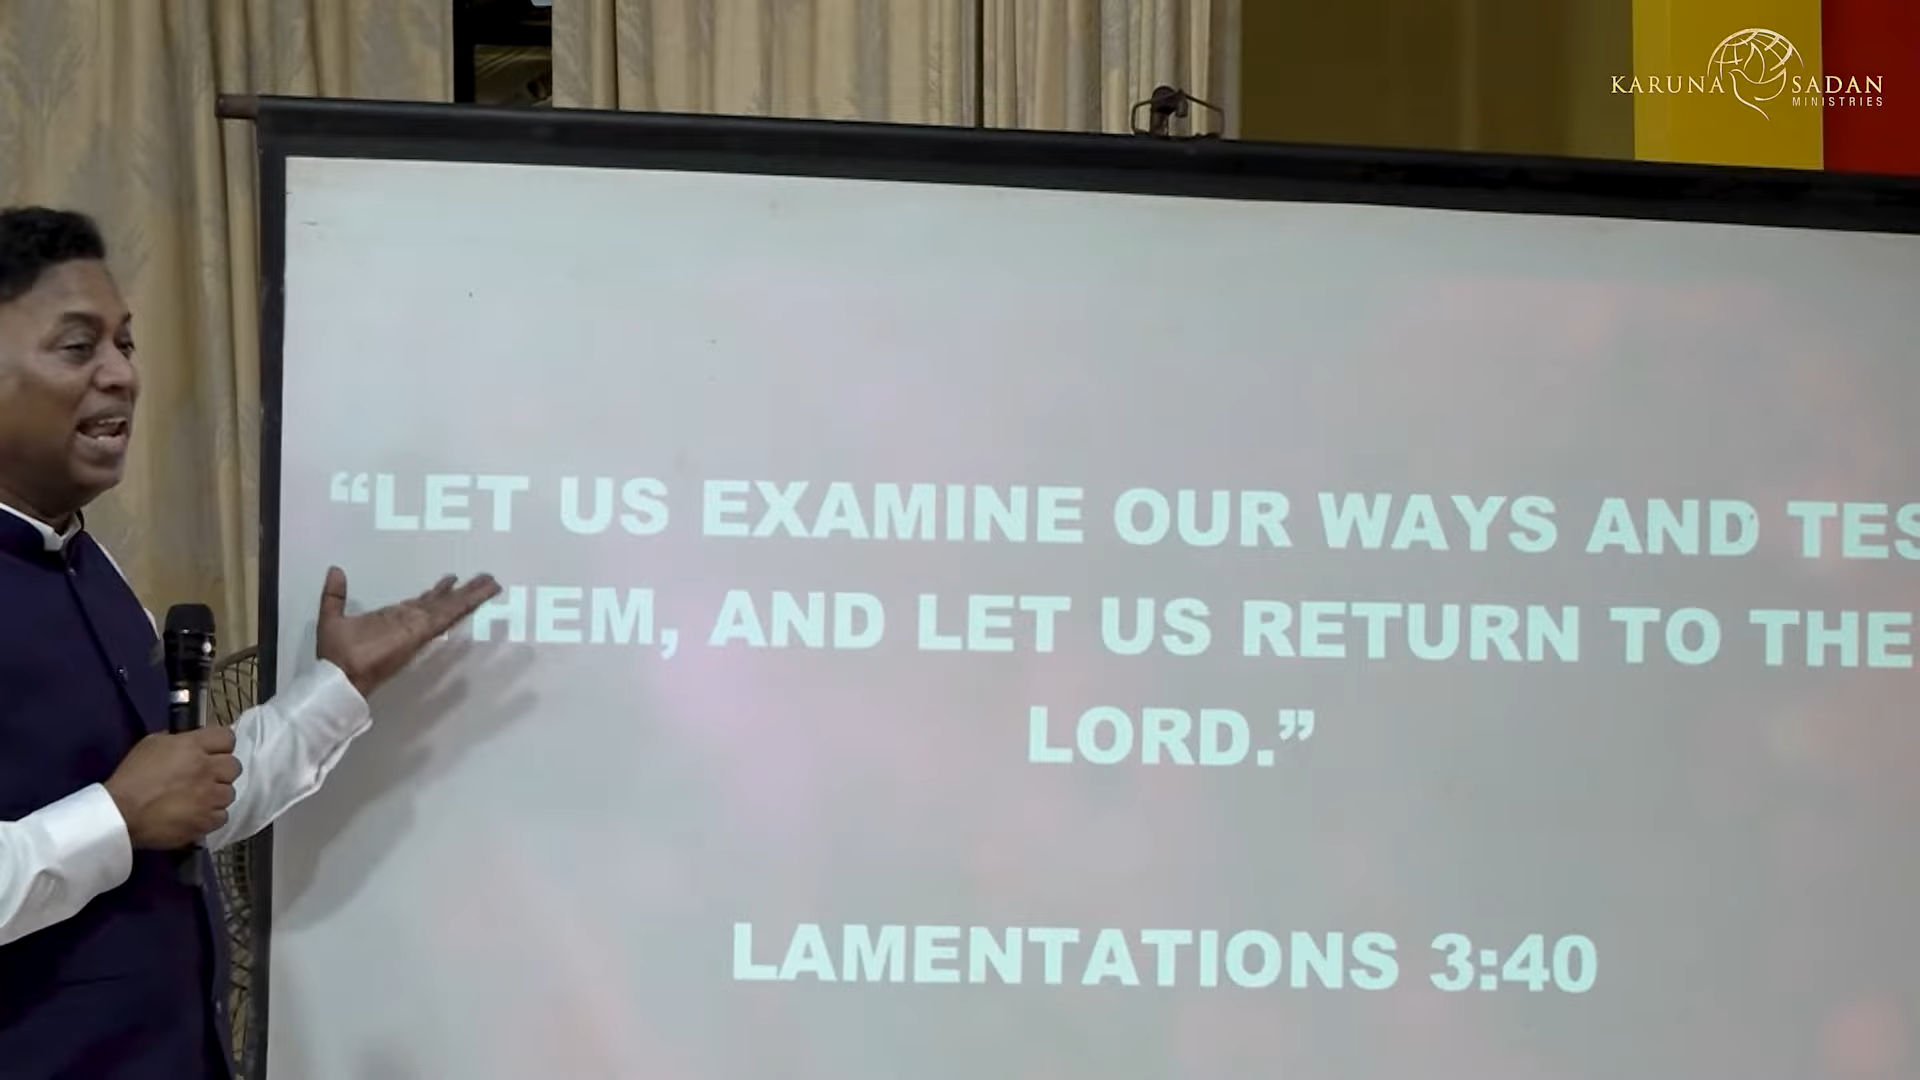 KARUNA SADAN
MINISTRIES
“LET US EXAMINE OUR WAYS AND TES
HEM, AND LET US RETURN TO THE
LORD.”
LAMENTATIONS 3:40